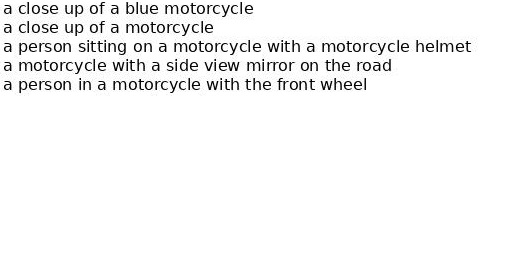 a close up of a blue motorcycle
a close up of a motorcycle
a person sitting on a motorcycle with a motorcycle helmet
a motorcycle with a side view mirror on the road
a person in a motorcycle with the front wheel